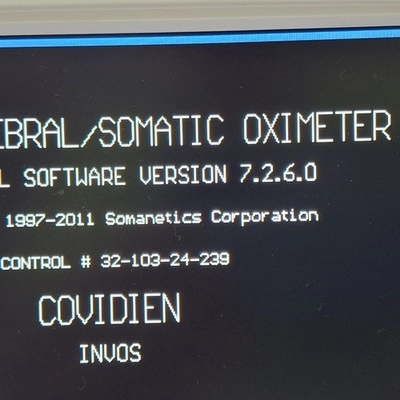 EBRAL/SOMATIC OXIMETER
L SOFTWARE VERSION 7.2.6.0
1997-2011 Somanetics Corporation
CONTROL # 32-103-24-239
COVIDIEN
INVOS